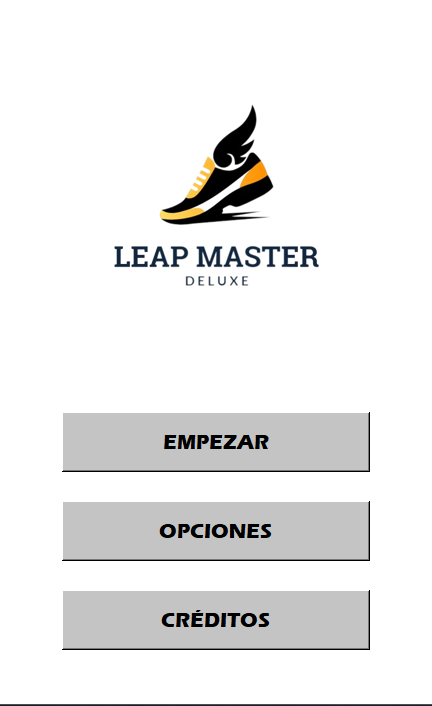 LEAP MASTER
DELUXE
EMPEZAR
OPCIONES
CRÉDITOS